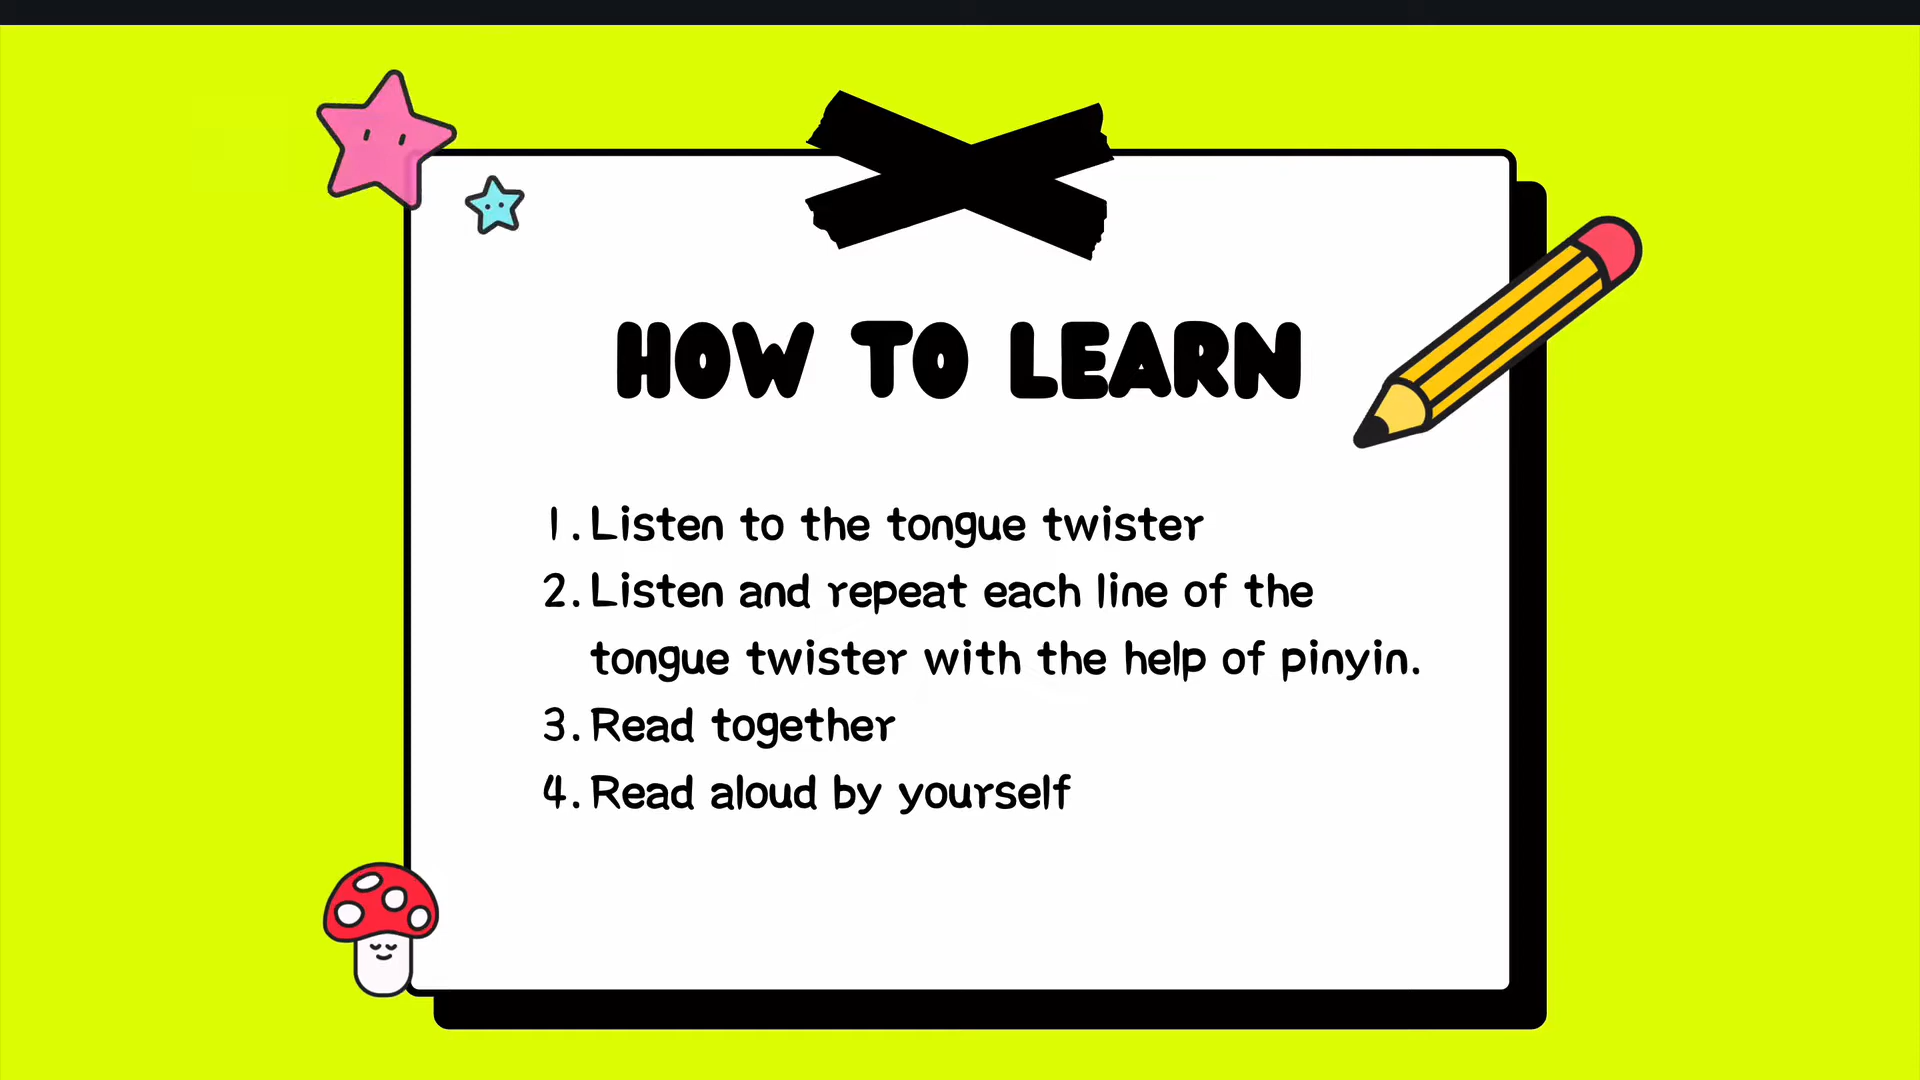 HOW TO LEARN
1. Listen to the tongue twister
2. Listen and repeat each line of the
tongue twister with the help of pinyin.
3. Read together
4. Read aloud by yourself